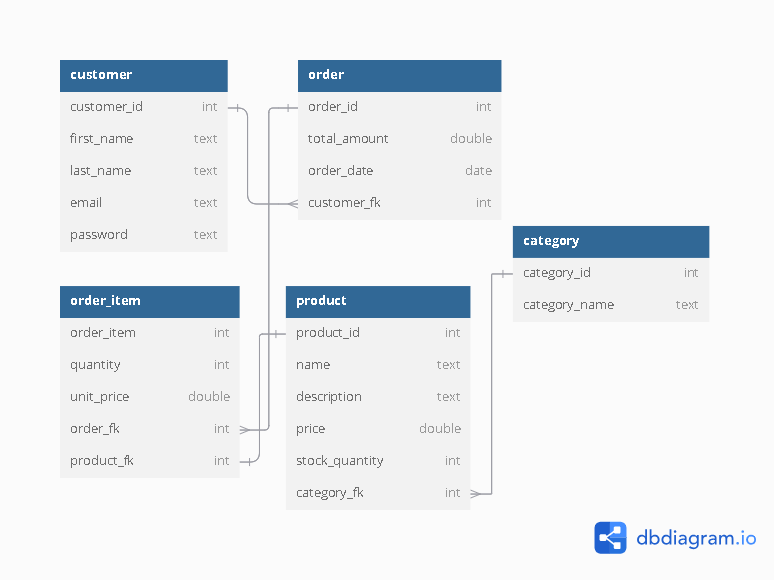 customer
customer_id int
first_name text
last_name text
email text
password text
order
order_id int
total_amount double
order_date date
customer_fk int
category
category_id int
category_name text
order_item
order_item int
quantity int
unit_price double
order_fk int
product_fk int
product
product_id int
name text
description text
price double
stock_quantity int
category_fk int
dbdiagram.io